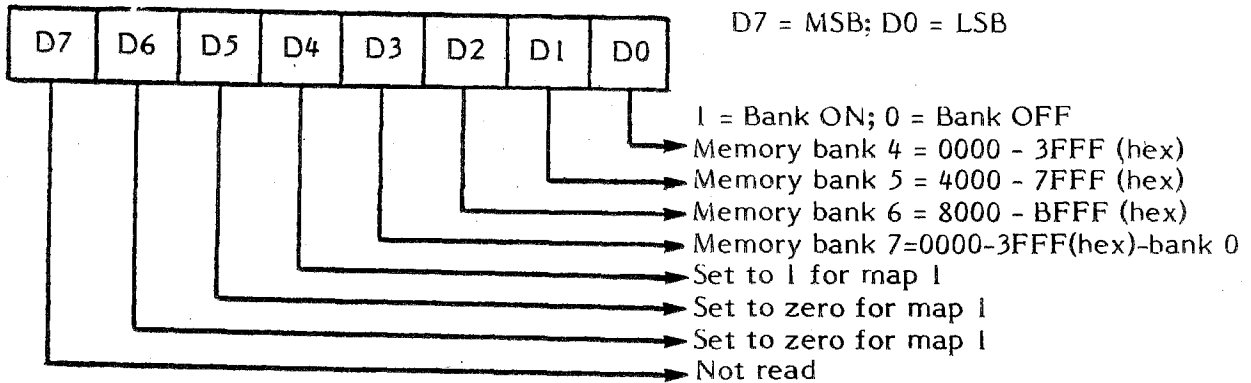 D7 = MSB; D0 = LSB
D7 D6 D5 D4 D3 D2 D1 D0
1 = Bank ON; 0 = Bank OFF
Memory bank 4 = 0000 - 3FFF (hex)
Memory bank 5 = 4000 - 7FFF (hex)
Memory bank 6 = 8000 - BFFF (hex)
Memory bank 7=0000-3FFF(hex)-bank 0
Set to 1 for map 1
Set to zero for map 1
Set to zero for map 1
Not read